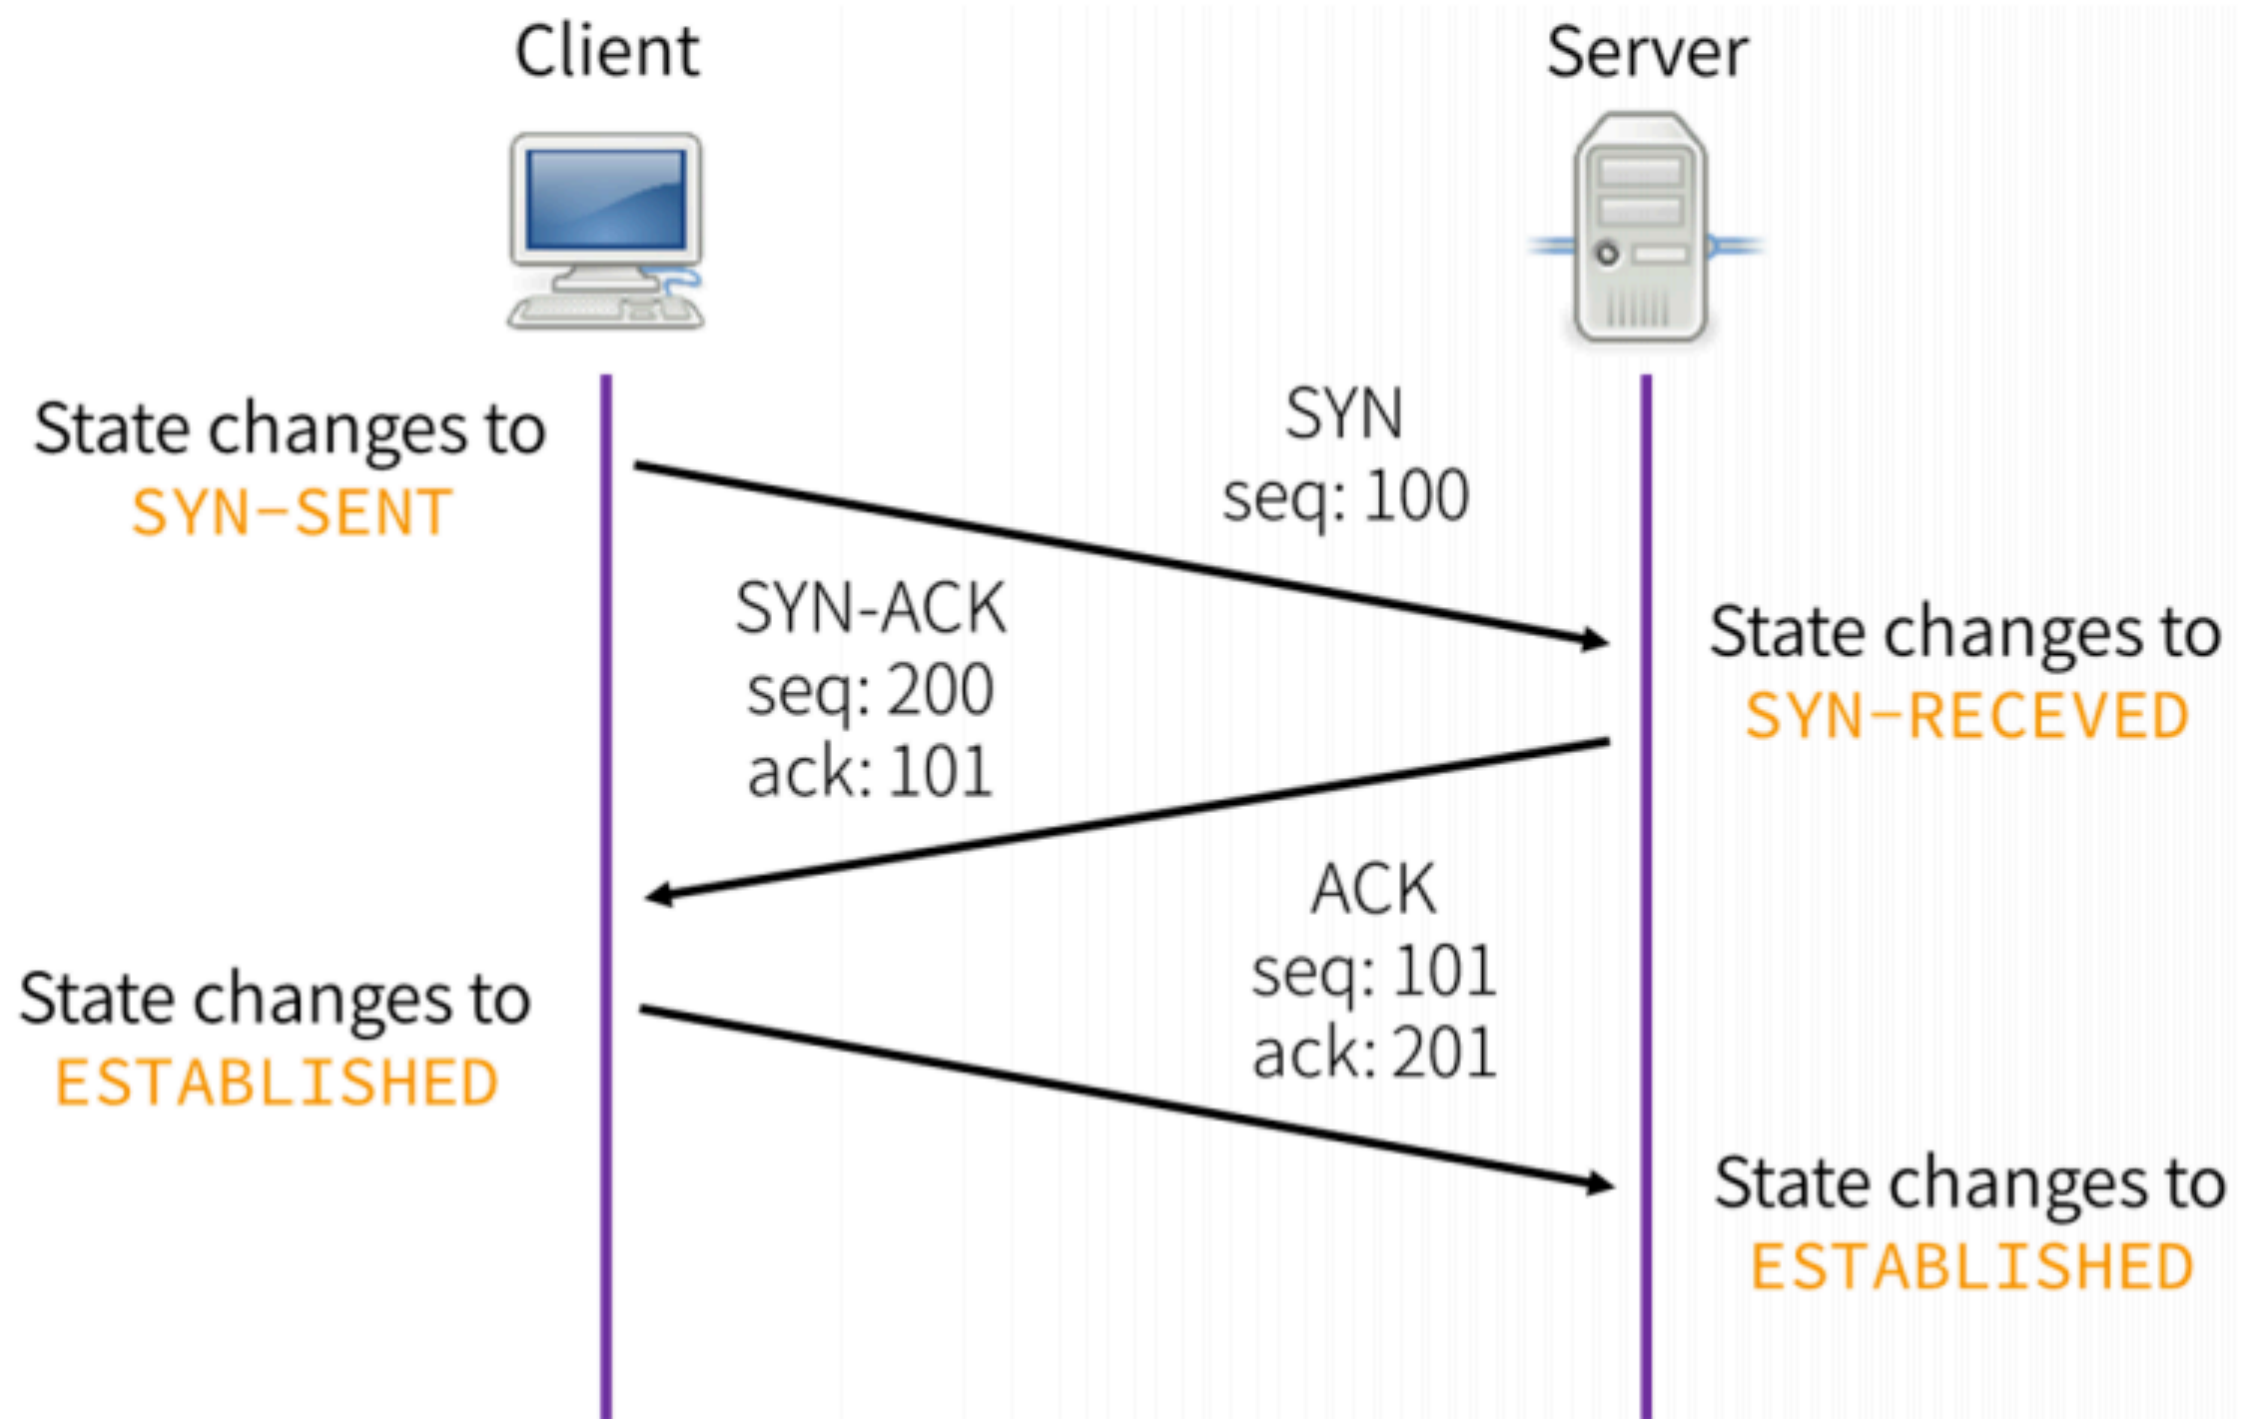 Client
Server
State changes to
SYN-SENT
SYN
seq: 100
SYN-ACK
seq: 200
ack: 101
State changes to
SYN-RECEVED
ACK
seq: 101
ack: 201
State changes to
ESTABLISHED
State changes to
ESTABLISHED